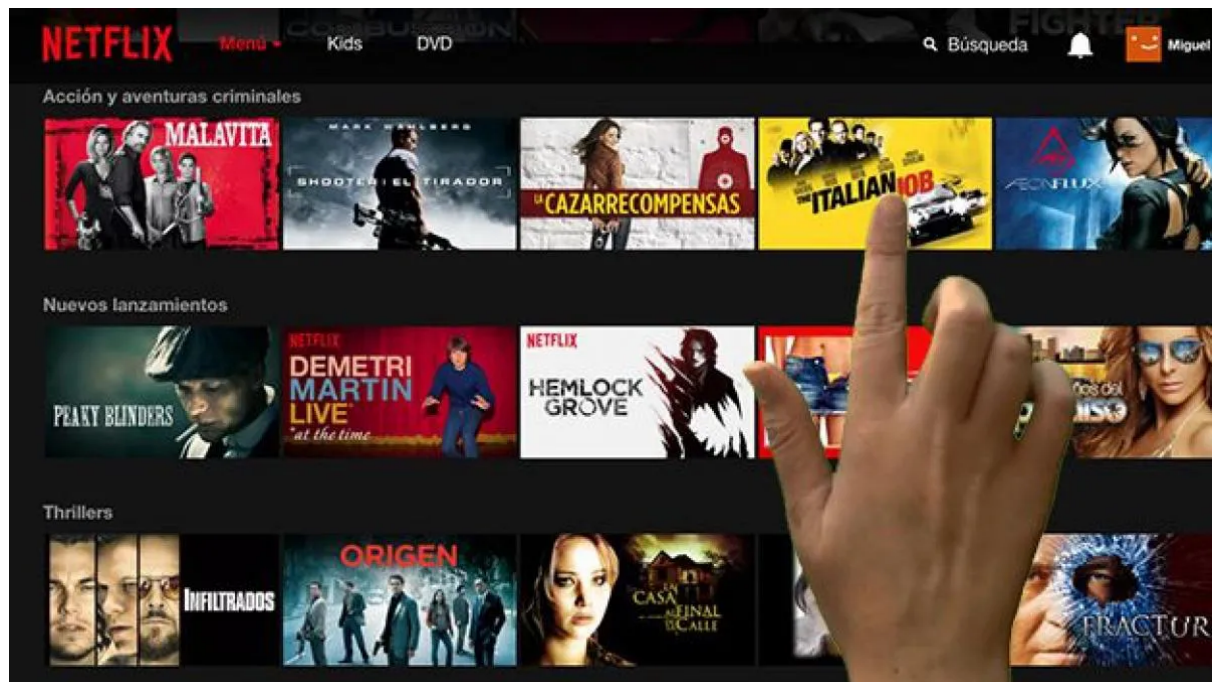 NETFLIX Menú Kids DVD Búsqueda Miguel
Acción y aventuras criminales
MALAVITA
MARK WAHLBERG
SHOOTER: EL TIRADOR
LA CAZARRECOMPENSAS
THE ITALIAN JOB
ÆONFLUX
Nuevos lanzamientos
PEAKY BLINDERS
NETFLIX
DEMETRI
MARTIN
LIVE*
*at the time
NETFLIX
HEMLOCK
GROVE
Thrillers
INFILTRADOS
ORIGEN
LA
CASA
AL FINAL
DE LA CALLE
FRACTUR